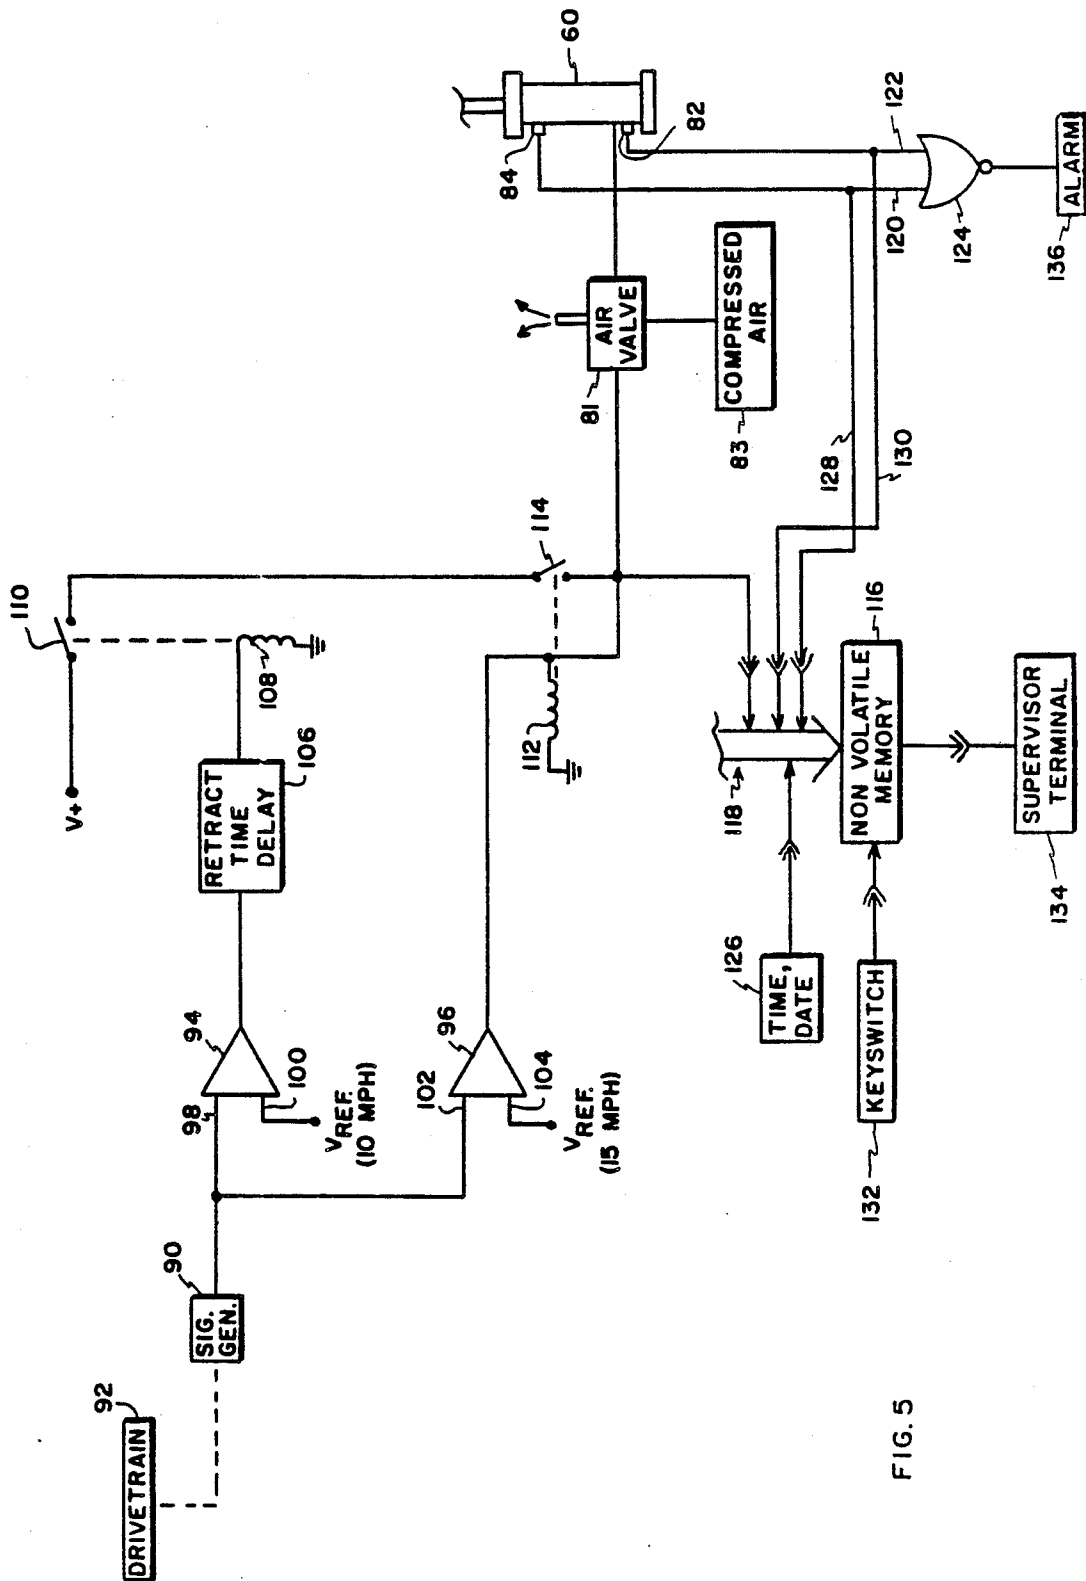 DRIVETRAIN
92
SIG.
GEN.
90
98
94
100
VREF.
(10 MPH)
102
96
104
VREF.
(15 MPH)
RETRACT
TIME
DELAY
106
108
V+
110
112
114
AIR
VALVE
81
COMPRESSED
AIR
83
84
60
82
122
120
124
ALARM
136
128
130
118
126
TIME,
DATE
KEYSWITCH
132
NON VOLATILE
MEMORY
116
SUPERVISOR
TERMINAL
134
FIG. 5